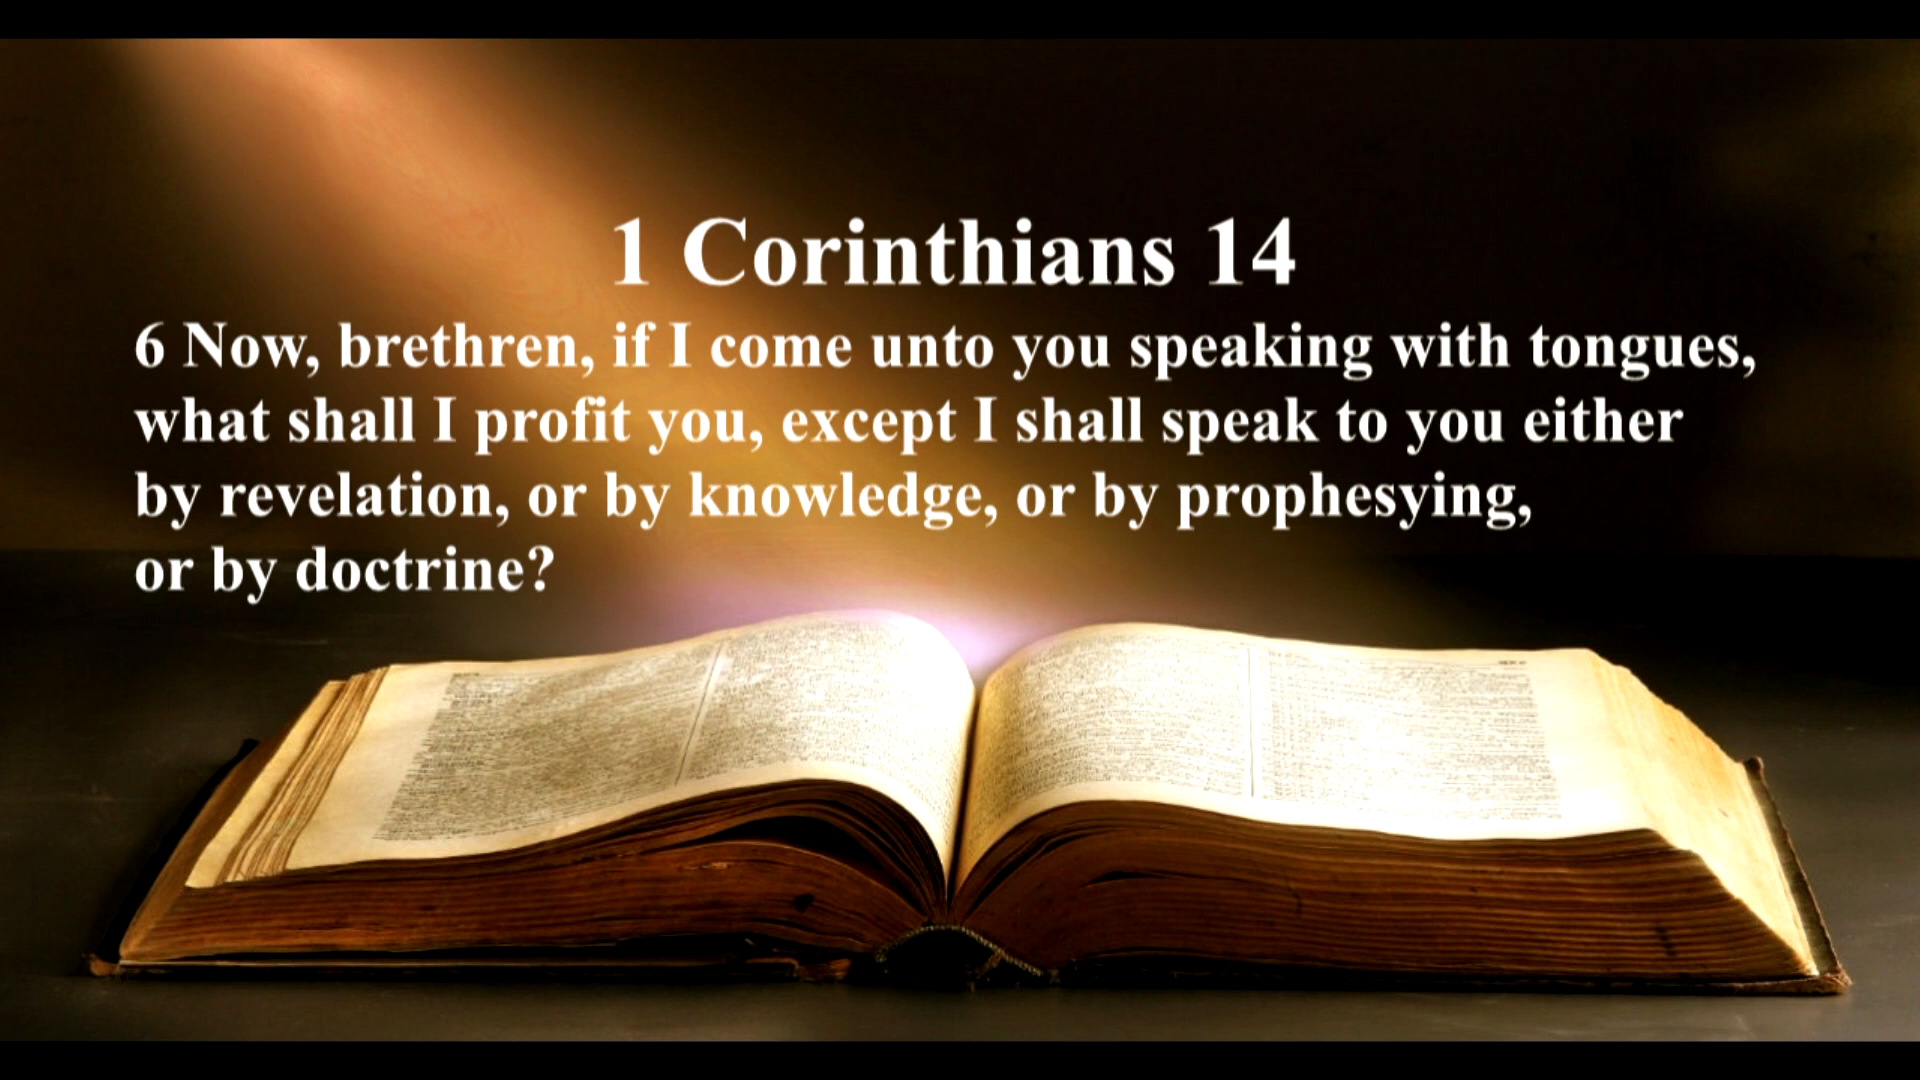 1 Corinthians 14
6 Now, brethren, if I come unto you speaking with tongues,
what shall I profit you, except I shall speak to you either
by revelation, or by knowledge, or by prophesying,
or by doctrine?